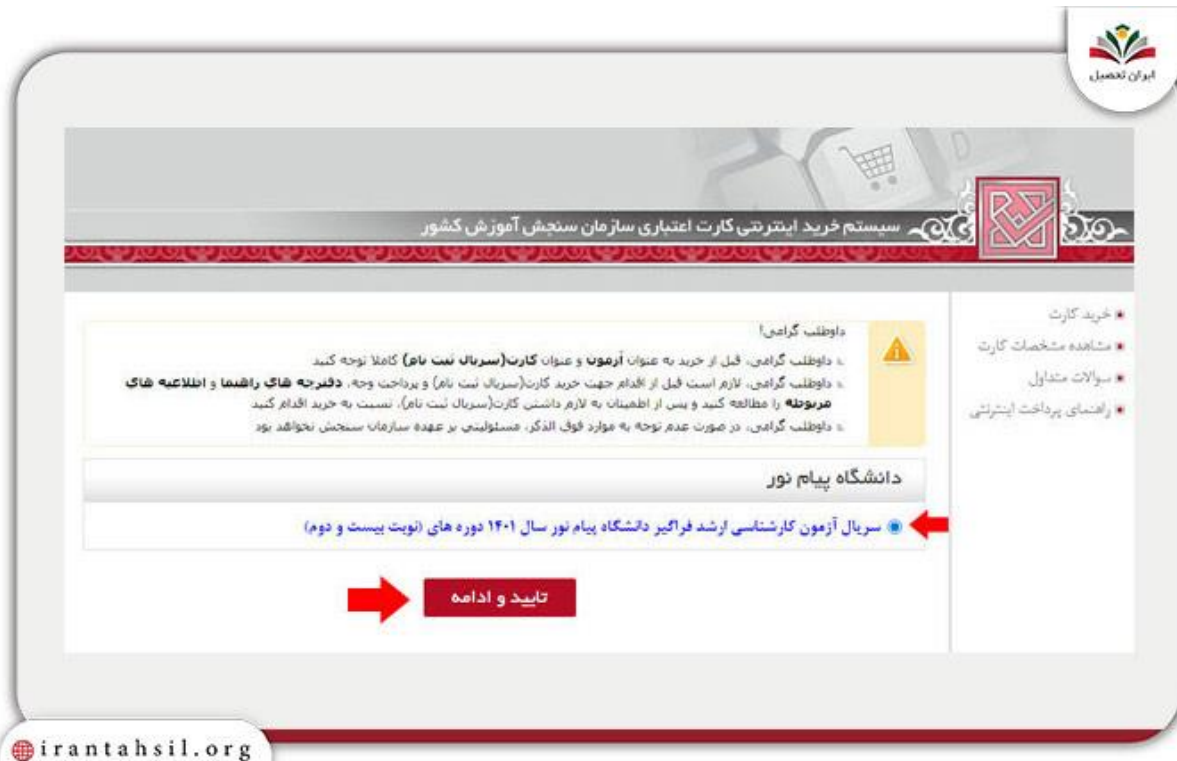 ایران تحصیل
سیستم خرید اینترنتی کارت اعتباری سازمان سنجش آموزش کشور
خرید کارت
مشاهده مشخصات کارت
سوالات متداول
راهنمای پرداخت اینترنتی
داوطلب گرامی!
داوطلب گرامی، قبل از خرید به عنوان آزمون و عنوان کارت(سریال ثبت نام) کاملا توجه کنید
داوطلب گرامی، لازم است قبل از اقدام جهت خرید کارت(سریال ثبت نام) و پرداخت وجه، دفترچه های راهنما و اطلاعیه های
مربوطه را مطالعه کنید و پس از اطمینان به لازم داشتن کارت(سریال ثبت نام)، نسبت به خرید اقدام کنید
داوطلب گرامی، در صورت عدم توجه به موارد فوق الذکر، مسئولیتی بر عهده سازمان سنجش نخواهد بود
دانشگاه پیام نور
سریال آزمون کارشناسی ارشد فراگیر دانشگاه پیام نور سال ۱۴۰۱ دوره های (نوبت بیست و دوم)
تایید و ادامه
irantahsil.org